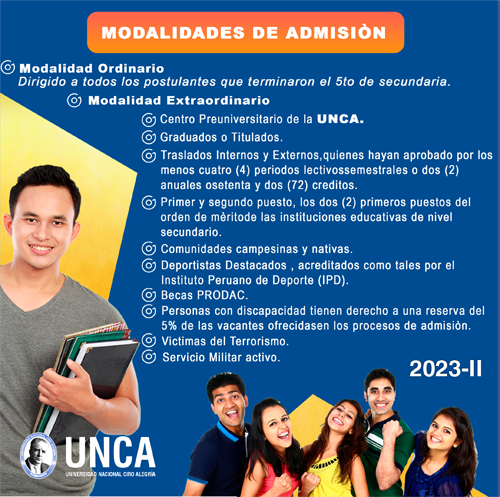 MODALIDADES DE ADMISIÒN
Modalidad Ordinario
Dirigido a todos los postulantes que terminaron el 5to de secundaria.
Modalidad Extraordinario
Centro Preuniversitario de la UNCA.
Graduados o Titulados.
Traslados Internos y Externos,quienes hayan aprobado por los
menos cuatro (4) periodos lectivossemestrales o dos (2)
anuales osetenta y dos (72) creditos.
Primer y segundo puesto, los dos (2) primeros puestos del
orden de mèritode las instituciones educativas de nivel
secundario.
Comunidades campesinas y nativas.
Deportistas Destacados , acreditados como tales por el
Instituto Peruano de Deporte (IPD).
Becas PRODAC.
Personas con discapacidad tienen derecho a una reserva del
5% de las vacantes ofrecidasen los procesos de admisiòn.
Victimas del Terrorismo.
Servicio Militar activo.
2023-II
UNCA
UNIVERSIDAD NACIONAL CIRO ALEGRÍA